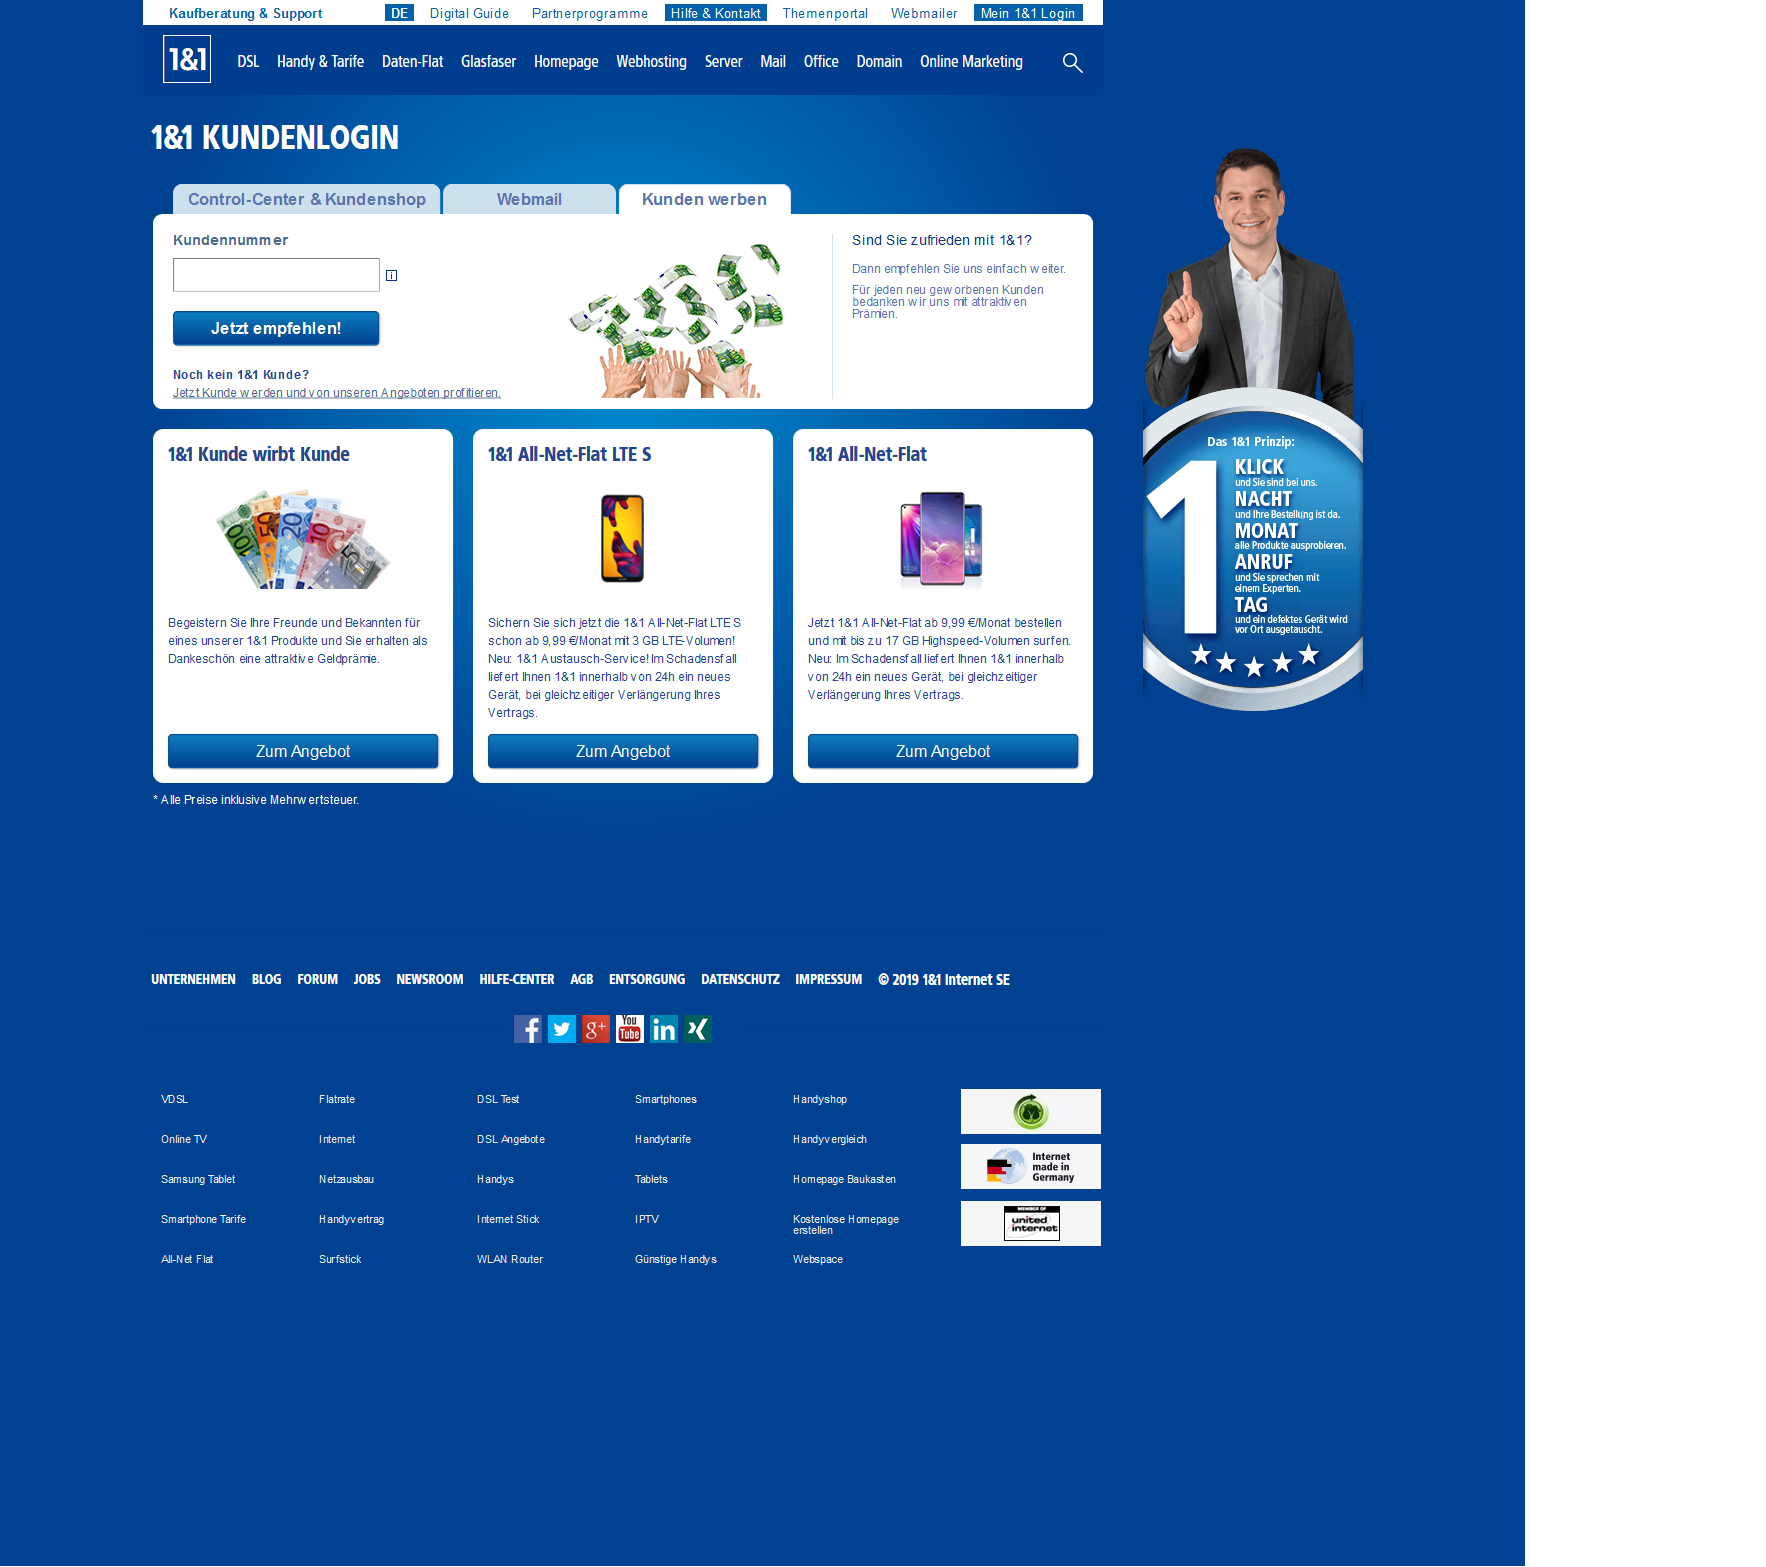 Kaufberatung & Support
DE
Digital Guide
Partnerprogramme
Hilfe & Kontakt
Themenportal
Webmailer
Mein 1&1 Login
1&1
DSL
Handy & Tarife
Daten-Flat
Glasfaser
Homepage
Webhosting
Server
Mail
Office
Domain
Online Marketing
1&1 KUNDENLOGIN
Control-Center & Kundenshop
Webmail
Kunden werben
Kundennummer
i
Jetzt empfehlen!
Noch kein 1&1 Kunde?
Jetzt Kunde werden und von unseren Angeboten profitieren.
Sind Sie zufrieden mit 1&1?
Dann empfehlen Sie uns einfach weiter.
Für jeden neu geworbenen Kunden
bedanken wir uns mit attraktiven
Prämien.
1&1 Kunde wirbt Kunde
100
50
20
10
5
Begeistern Sie Ihre Freunde und Bekannten für
eines unserer 1&1 Produkte und Sie erhalten als
Dankeschön eine attraktive Geldprämie.
Zum Angebot
1&1 All-Net-Flat LTE S
Sichern Sie sich jetzt die 1&1 All-Net-Flat LTE S
schon ab 9,99 €/Monat mit 3 GB LTE-Volumen!
Neu: 1&1 Austausch-Service! Im Schadensfall
liefert Ihnen 1&1 innerhalb von 24h ein neues
Gerät, bei gleichzeitiger Verlängerung Ihres
Vertrags.
Zum Angebot
1&1 All-Net-Flat
Jetzt 1&1 All-Net-Flat ab 9,99 €/Monat bestellen
und mit bis zu 17 GB Highspeed-Volumen surfen.
Neu: Im Schadensfall liefert Ihnen 1&1 innerhalb
von 24h ein neues Gerät, bei gleichzeitiger
Verlängerung Ihres Vertrags.
Zum Angebot
* Alle Preise inklusive Mehrwertsteuer.
Das 1&1 Prinzip:
1
KLICK
und Sie sind bei uns.
NACHT
und Ihre Bestellung ist da.
MONAT
alle Produkte ausprobieren.
ANRUF
und Sie sprechen mit
einem Experten.
TAG
und ein defektes Gerät wird
vor Ort ausgetauscht.
UNTERNEHMEN
BLOG
FORUM
JOBS
NEWSROOM
HILFE-CENTER
AGB
ENTSORGUNG
DATENSCHUTZ
IMPRESSUM
© 2019 1&1 Internet SE
f
g+
You
Tube
in
VDSL
Flatrate
DSL Test
Smartphones
Handyshop
Online TV
Internet
DSL Angebote
Handytarife
Handyvergleich
Samsung Tablet
Netzausbau
Handys
Tablets
Homepage Baukasten
Smartphone Tarife
Handyvertrag
Internet Stick
IPTV
Kostenlose Homepage
erstellen
All-Net Flat
Surfstick
WLAN Router
Günstige Handys
Webspace
Internet
made in
Germany
MEMBER OF
united
internet